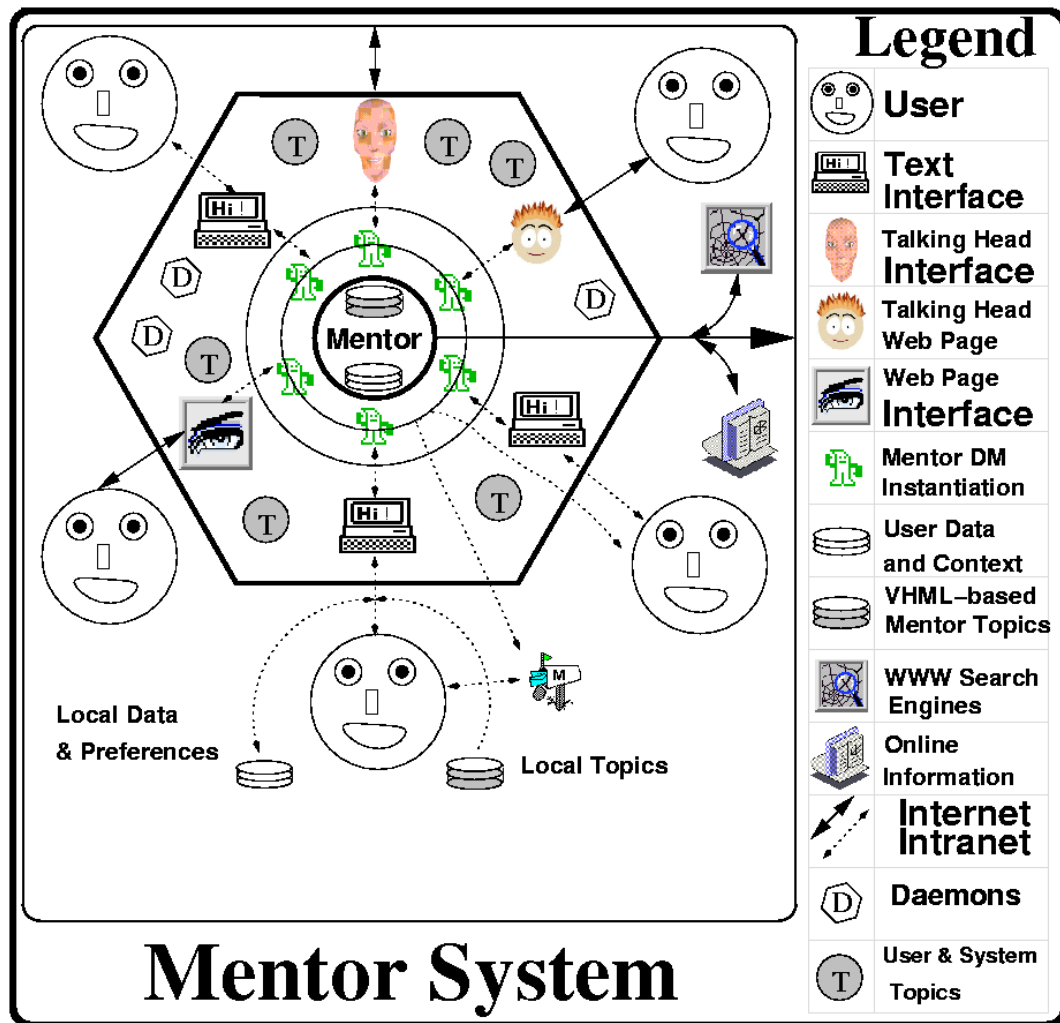 Legend
User
Text
Interface
Talking Head
Interface
Talking Head
Web Page
Web Page
Interface
Mentor DM
Instantiation
User Data
and Context
VHML-based
Mentor Topics
WWW Search
Engines
Online
Information
Internet
Intranet
D
Daemons
T
User & System
Topics
T
T
T
Hi !
D
D
D
T
Mentor
Hi !
T
T
Hi !
M
Local Data
& Preferences
Local Topics
Hi !
Mentor System